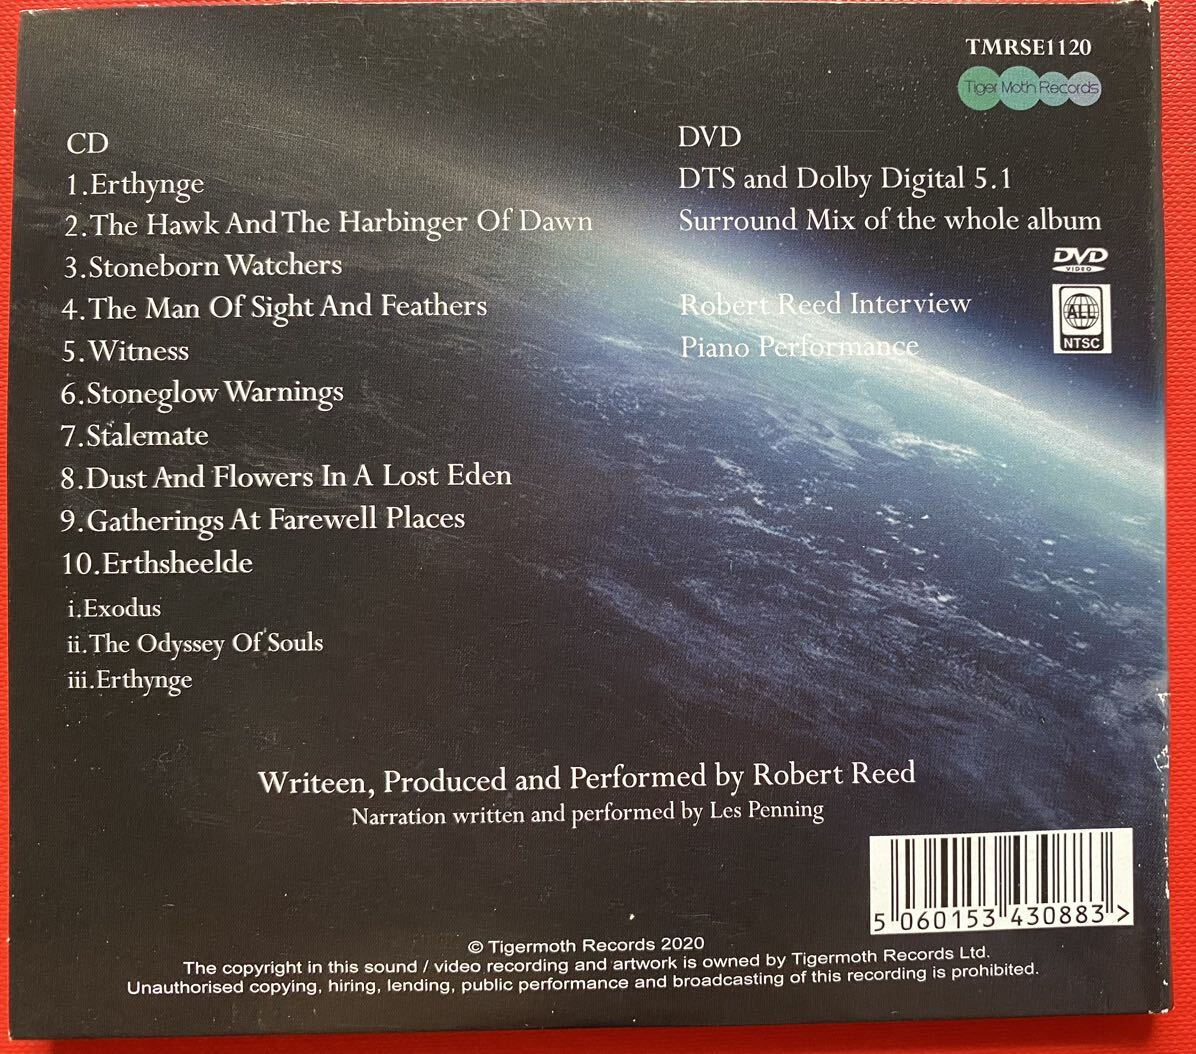 TMRSE1120
Tiger Moth Records
CD
1.Erthynge
2.The Hawk And The Harbinger Of Dawn
3.Stoneborn Watchers
4.The Man Of Sight And Feathers
5.Witness
6.Stoneglow Warnings
7.Stalemate
8.Dust And Flowers In A Lost Eden
9.Gatherings At Farewell Places
10.Erthsheelde
i.Exodus
ii.The Odyssey Of Souls
iii.Erthynge
DVD
DTS and Dolby Digital 5.1
Surround Mix of the whole album
DVD
VIDEO
Robert Reed Interview
Piano Performance
ALL
NTSC
Writeen, Produced and Performed by Robert Reed
Narration written and performed by Les Penning
5 060153 430883 >
© Tigermoth Records 2020
The copyright in this sound / video recording and artwork is owned by Tigermoth Records Ltd.
Unauthorised copying, hiring, lending, public performance and broadcasting of this recording is prohibited.